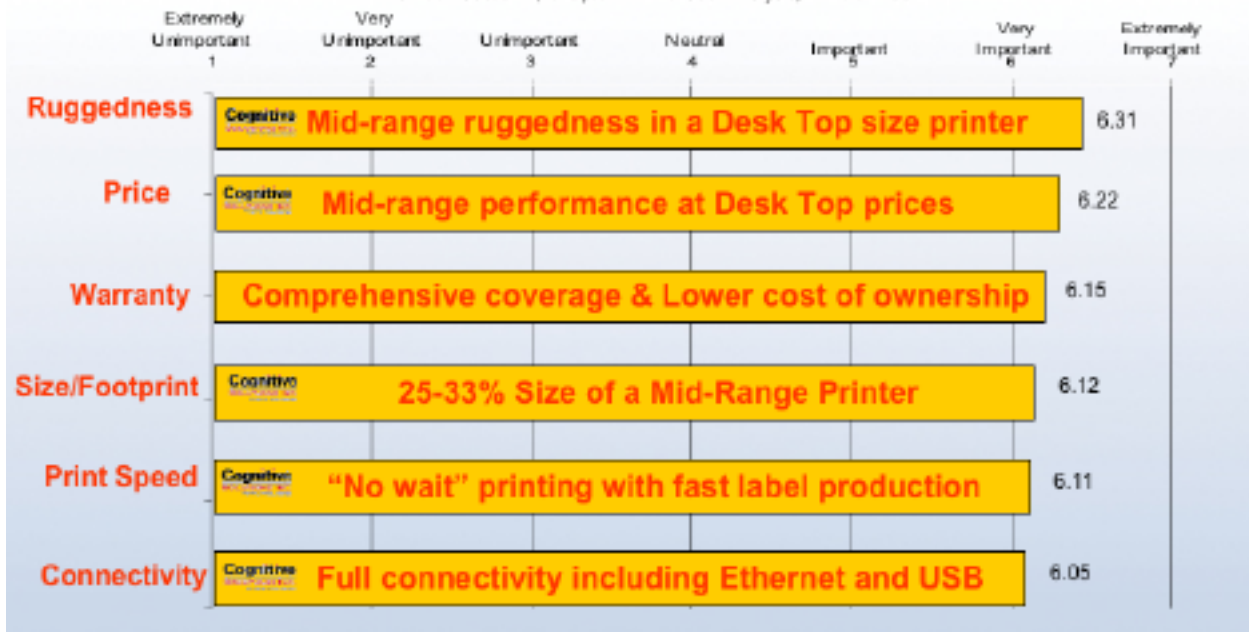 Extremely Unimportant 1
Very Unimportant 2
Unimportant 3
Neutral 4
Important 5
Very Important 6
Extremely Important 7
Ruggedness
Cognitive
Mid-range ruggedness in a Desk Top size printer
6.31
Price
Cognitive
Mid-range performance at Desk Top prices
6.22
Warranty
Comprehensive coverage & Lower cost of ownership
6.15
Size/Footprint
Cognitive
25-33% Size of a Mid-Range Printer
6.12
Print Speed
Cognitive
“No wait” printing with fast label production
6.11
Connectivity
Cognitive
Full connectivity including Ethernet and USB
6.05